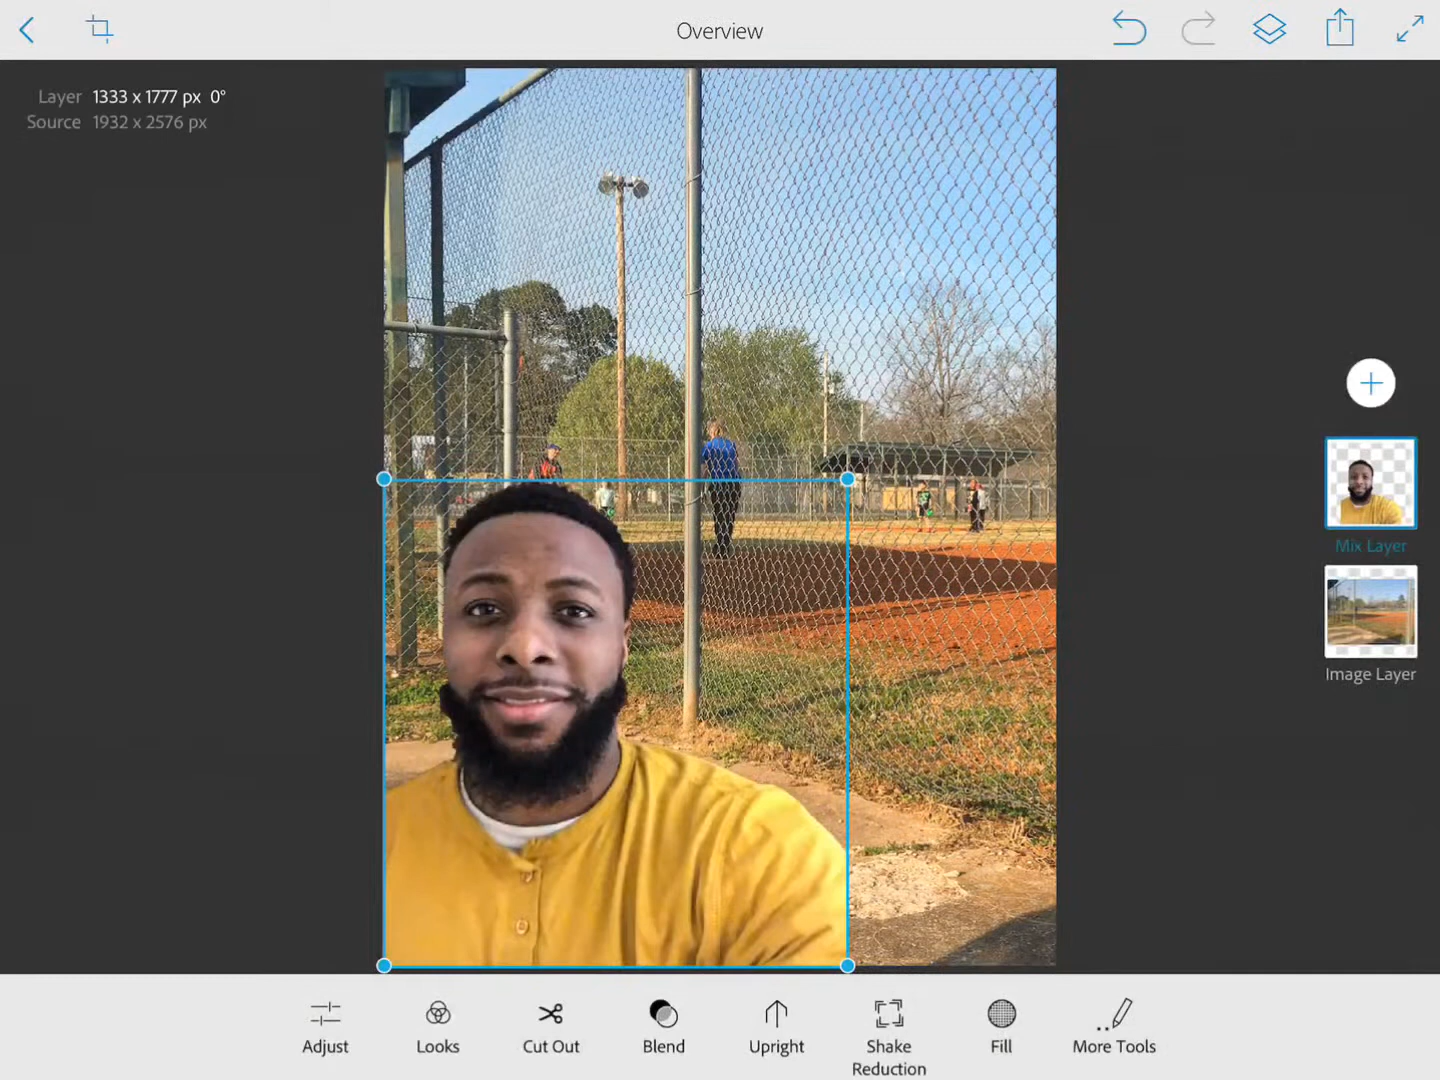 Overview
Layer 1333 x 1777 px 0°
Source 1932 x 2576 px
Mix Layer
Image Layer
Adjust
Looks
Cut Out
Blend
Upright
Shake
Reduction
Fill
More Tools